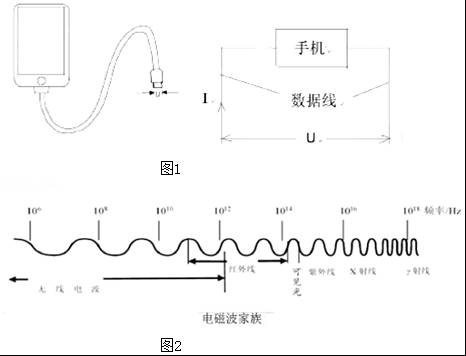 手机
I
数据线
U
U
图1
10⁶ 10⁸ 10¹⁰ 10¹² 10¹⁴ 10¹⁶ 10¹⁸ 频率/Hz
无线电波 红外线 可见光 紫外线 X射线 γ射线
电磁波家族
图2